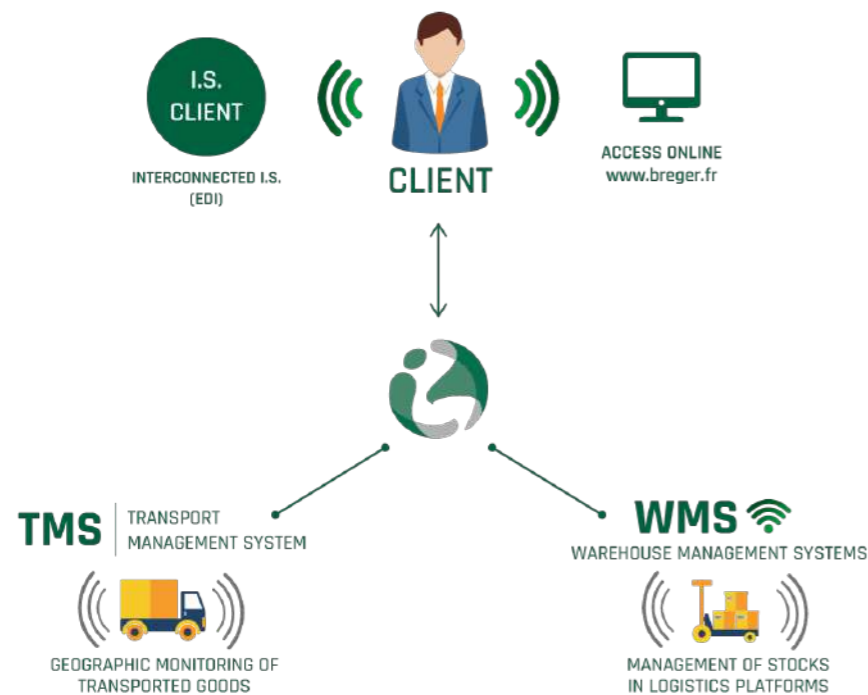 I.S.
CLIENT
INTERCONNECTED I.S.
(EDI)
CLIENT
ACCESS ONLINE
www.breger.fr
TMS
TRANSPORT
MANAGEMENT SYSTEM
GEOGRAPHIC MONITORING OF
TRANSPORTED GOODS
WMS
WAREHOUSE MANAGEMENT SYSTEMS
MANAGEMENT OF STOCKS
IN LOGISTICS PLATFORMS